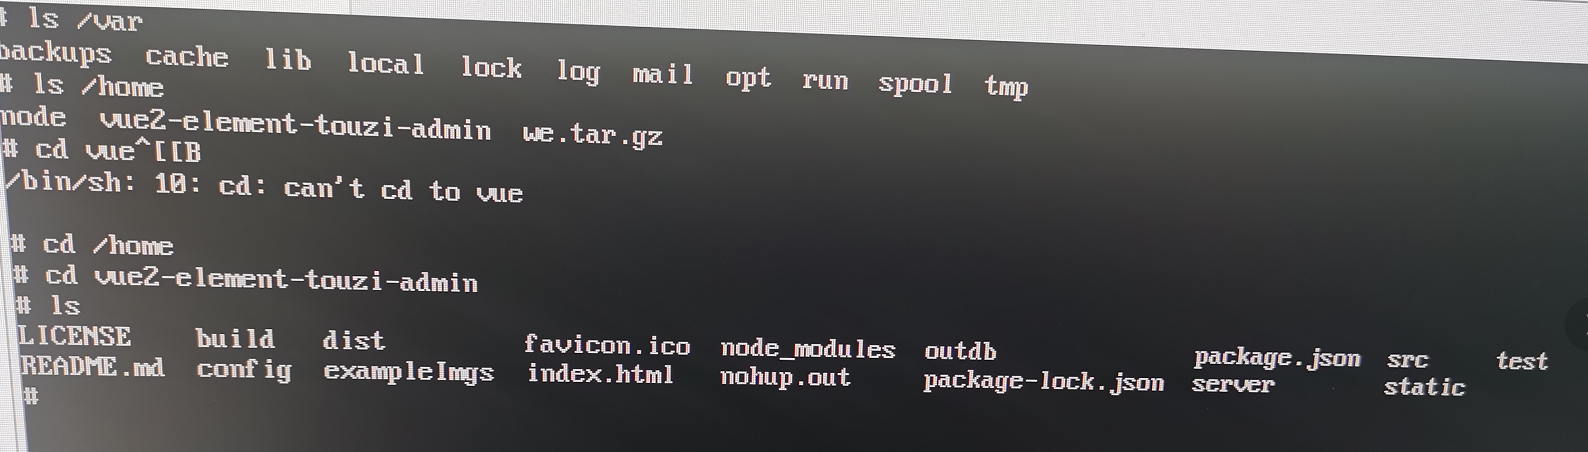 # ls /var
backups cache lib local lock log mail opt run spool tmp
# ls /home
node vue2-element-touzi-admin we.tar.gz
# cd vue^[[B
/bin/sh: 10: cd: can't cd to vue
# cd /home
# cd vue2-element-touzi-admin
# ls
LICENSE build dist favicon.ico node_modules outdb package.json src test
README.md config exampleImgs index.html nohup.out package-lock.json server static
#